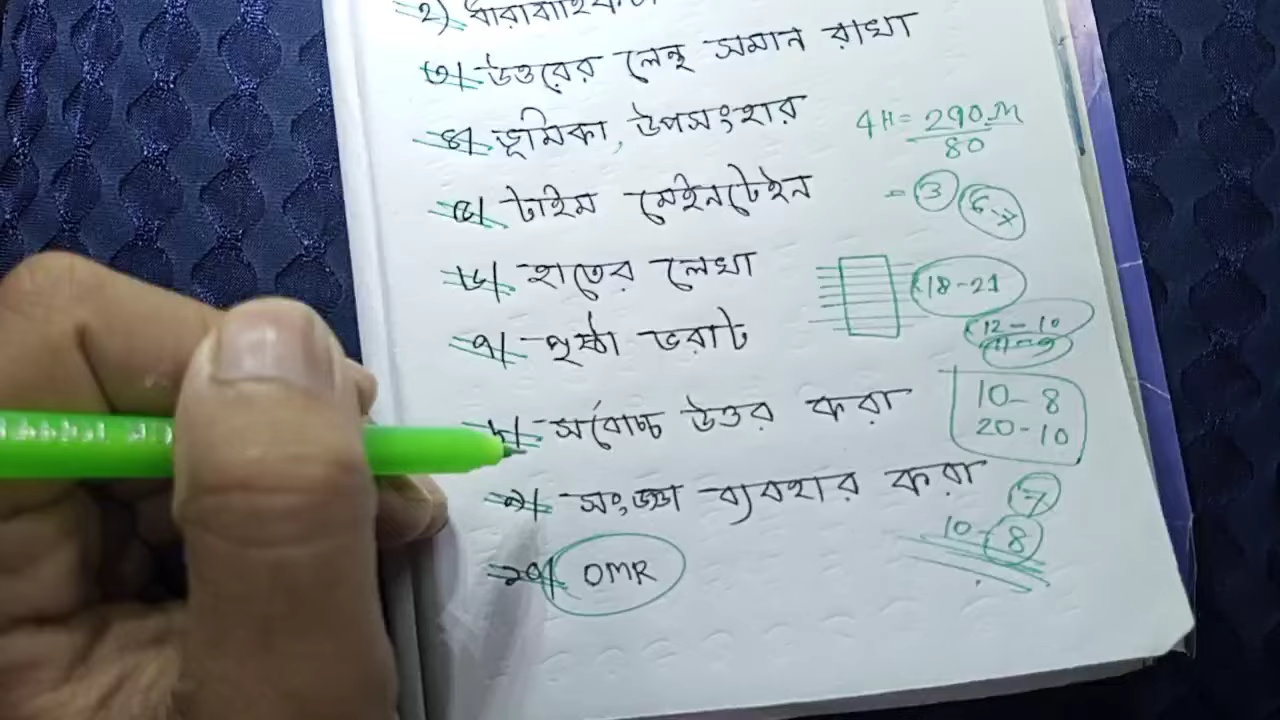 ২) ধারাবাহিকতা
৩। উত্তরের লেন্থ সমান রাখা
৪। ভূমিকা, উপসংহার
4H = 290 M
80
৫। টাইম মেইনটেইন
= 3 6-7
৬। হাতের লেখা
18-21
12-10
11-9
৭। পৃষ্ঠা ভরাট
৮। সর্বোচ্চ উত্তর করা
10-8
20-10
৯। সংজ্ঞা ব্যবহার করা
7
10-8
১০। OMR